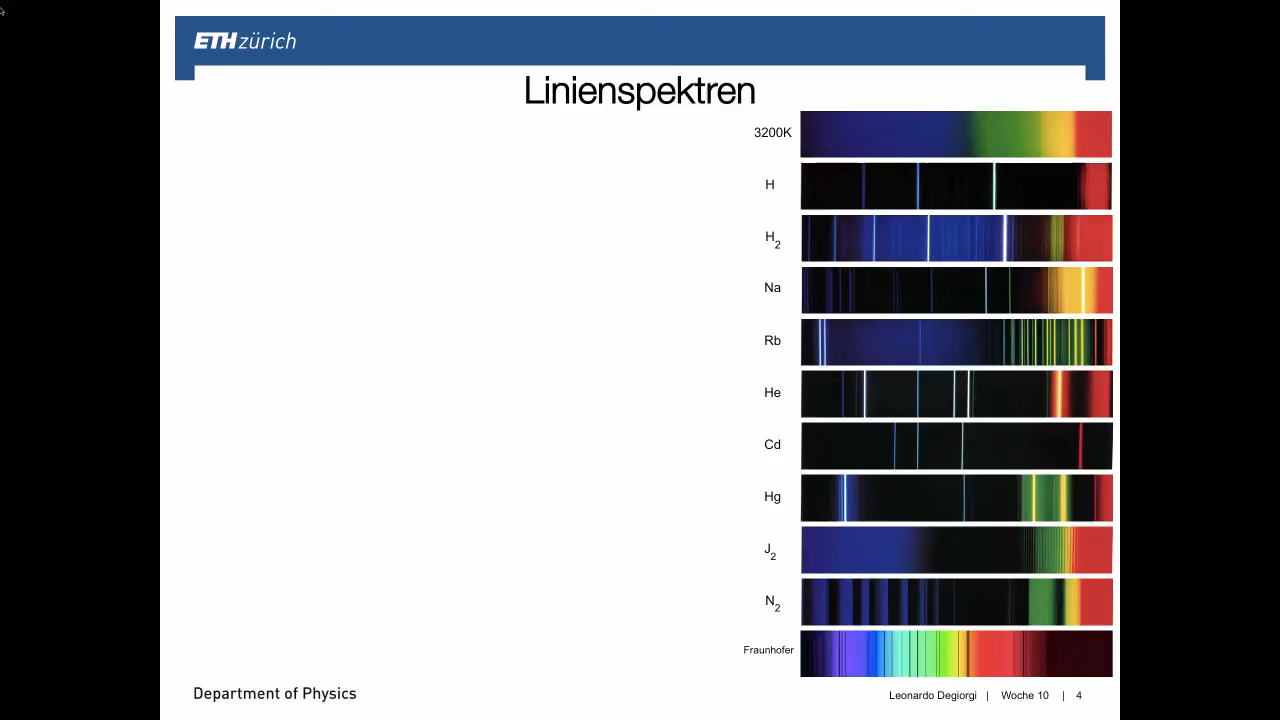 ETH zürich
Linienspektren
3200K
H
H2
Na
Rb
He
Cd
Hg
J2
N2
Fraunhofer
Department of Physics
Leonardo Degiorgi | Woche 10 | 4